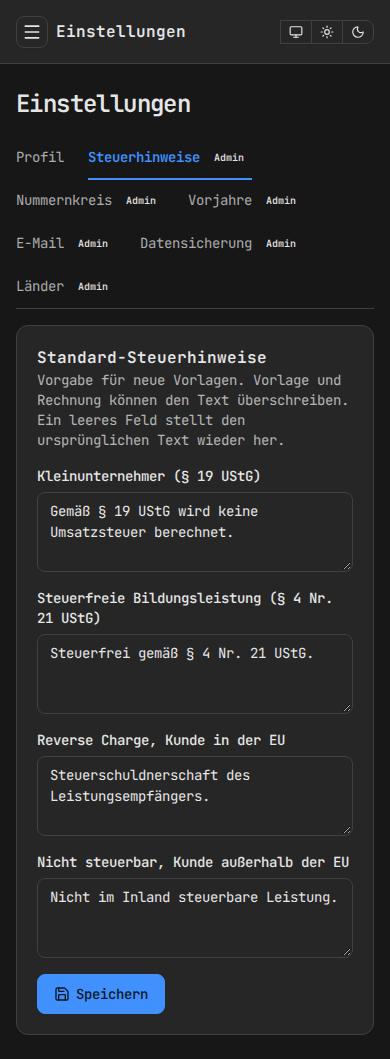 Einstellungen
Einstellungen
Profil Steuerhinweise Admin
Nummernkreis Admin Vorjahre Admin
E-Mail Admin Datensicherung Admin
Länder Admin
Standard-Steuerhinweise
Vorgabe für neue Vorlagen. Vorlage und
Rechnung können den Text überschreiben.
Ein leeres Feld stellt den
ursprünglichen Text wieder her.
Kleinunternehmer (§ 19 UStG)
Gemäß § 19 UStG wird keine
Umsatzsteuer berechnet.
Steuerfreie Bildungsleistung (§ 4 Nr.
21 UStG)
Steuerfrei gemäß § 4 Nr. 21 UStG.
Reverse Charge, Kunde in der EU
Steuerschuldnerschaft des
Leistungsempfängers.
Nicht steuerbar, Kunde außerhalb der EU
Nicht im Inland steuerbare Leistung.
Speichern